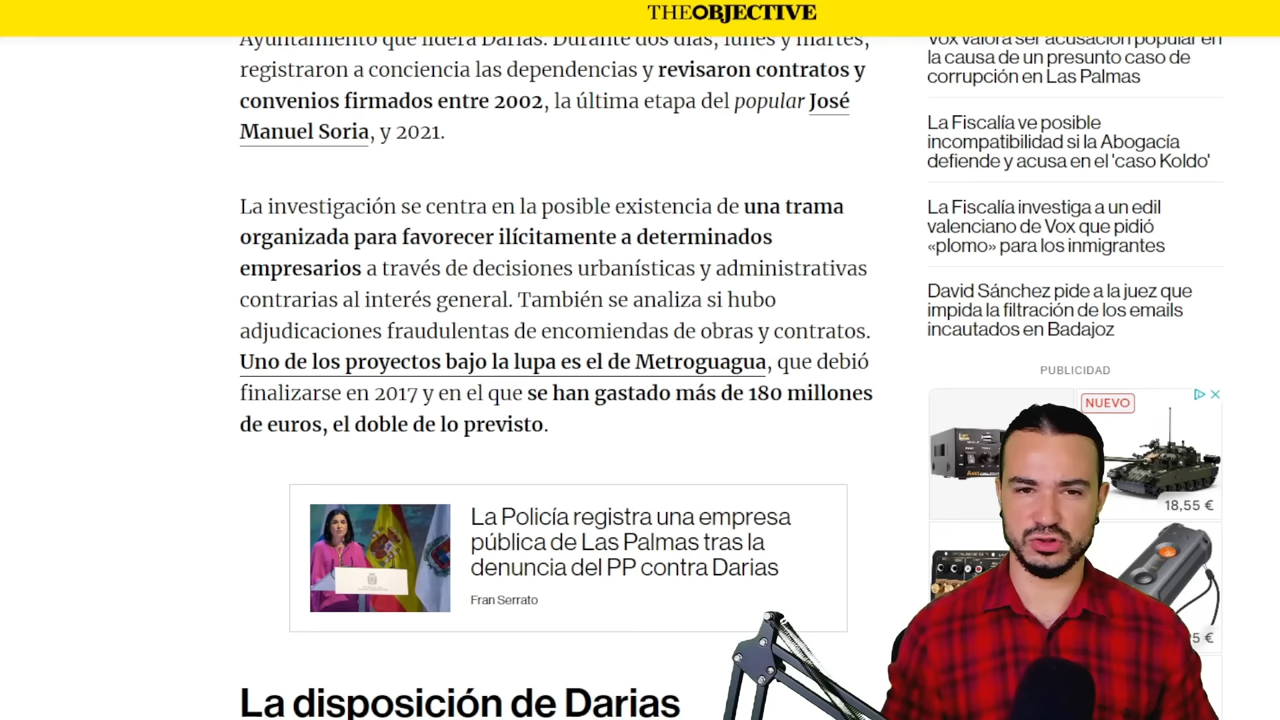 THEOBJECTIVE
Ayuntamiento que lidera Darias. Durante dos días, lunes y martes,
registraron a conciencia las dependencias y revisaron contratos y
convenios firmados entre 2002, la última etapa del popular José
Manuel Soria, y 2021.
La investigación se centra en la posible existencia de una trama
organizada para favorecer ilícitamente a determinados
empresarios a través de decisiones urbanísticas y administrativas
contrarias al interés general. También se analiza si hubo
adjudicaciones fraudulentas de encomiendas de obras y contratos.
Uno de los proyectos bajo la lupa es el de Metroguagua, que debió
finalizarse en 2017 y en el que se han gastado más de 180 millones
de euros, el doble de lo previsto.
La Policía registra una empresa
pública de Las Palmas tras la
denuncia del PP contra Darias
Fran Serrato
La disposición de Darias
Vox valora ser acusación popular en
la causa de un presunto caso de
corrupción en Las Palmas
La Fiscalía ve posible
incompatibilidad si la Abogacía
defiende y acusa en el 'caso Koldo'
La Fiscalía investiga a un edil
valenciano de Vox que pidió
«plomo» para los inmigrantes
David Sánchez pide a la juez que
impida la filtración de los emails
incautados en Badajoz
PUBLICIDAD
NUEVO
18,55 €
5 €